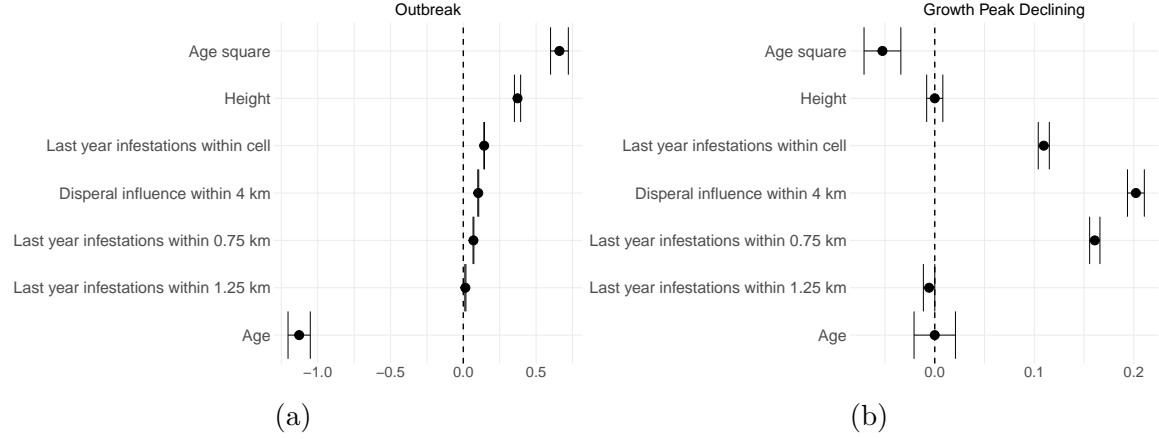 Outbreak
Age square
Height
Last year infestations within cell
Disperal influence within 4 km
Last year infestations within 0.75 km
Last year infestations within 1.25 km
Age
−1.0 −0.5 0.0 0.5
(a)
Growth Peak Declining
Age square
Height
Last year infestations within cell
Disperal influence within 4 km
Last year infestations within 0.75 km
Last year infestations within 1.25 km
Age
0.0 0.1 0.2
(b)